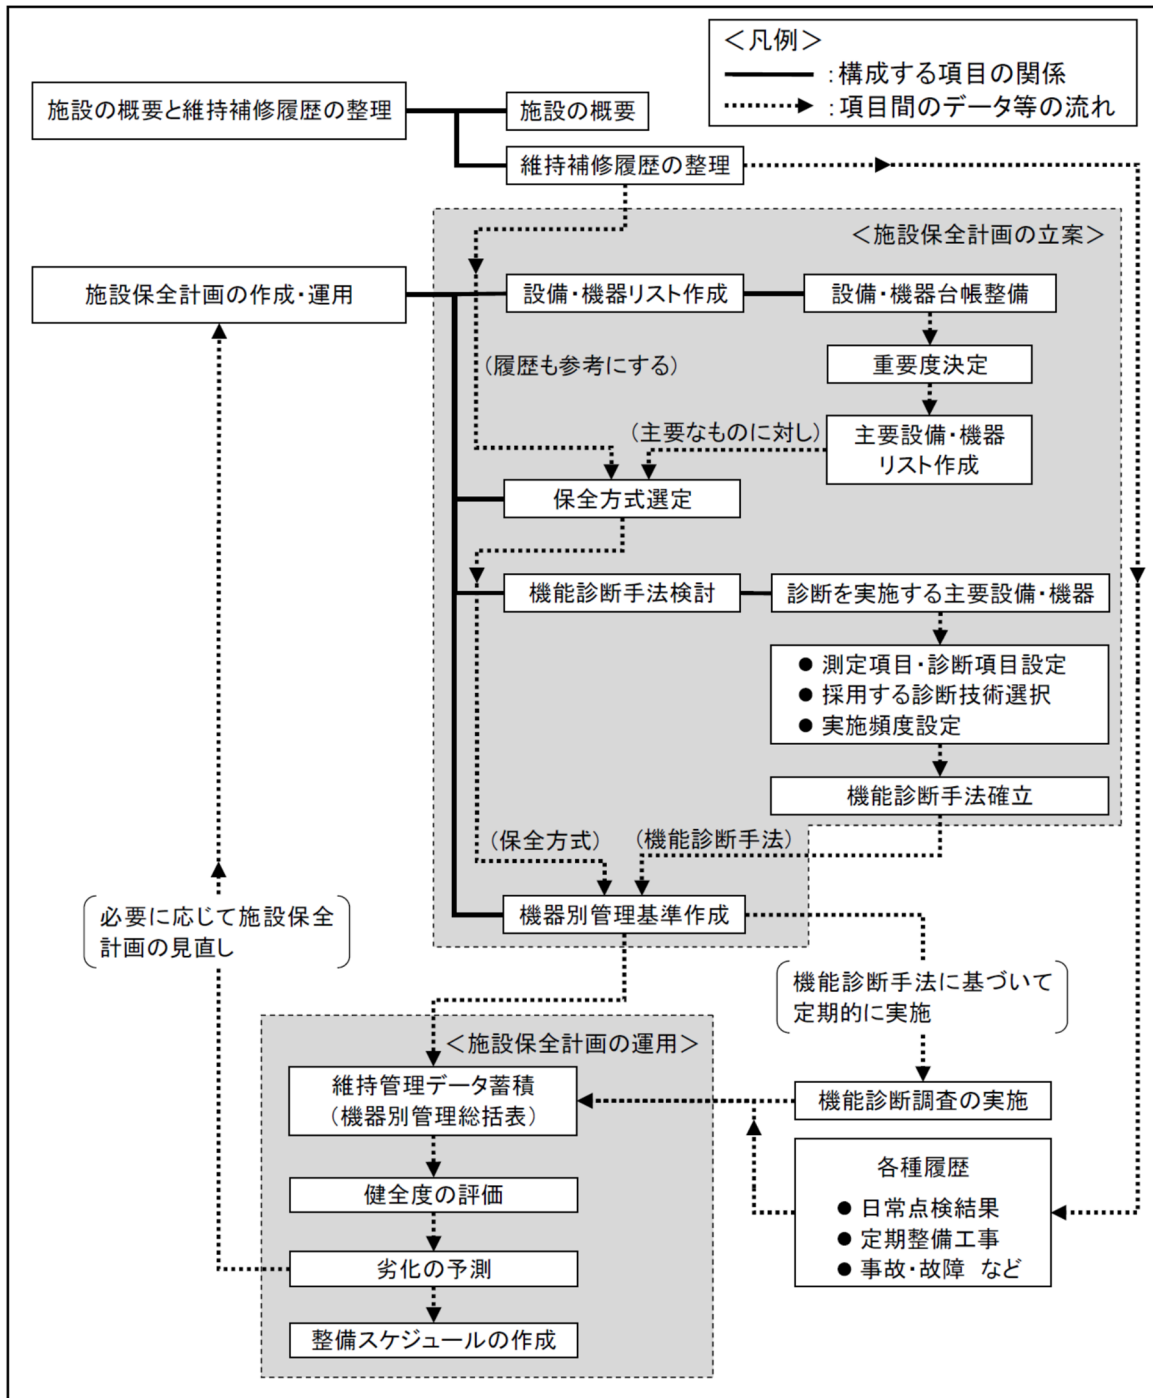 ＜凡例＞
：構成する項目の関係
：項目間のデータ等の流れ
施設の概要と維持補修履歴の整理
施設の概要
維持補修履歴の整理
＜施設保全計画の立案＞
施設保全計画の作成・運用
設備・機器リスト作成
設備・機器台帳整備
（履歴も参考にする）
重要度決定
（主要なものに対し）
主要設備・機器
リスト作成
保全方式選定
機能診断手法検討
診断を実施する主要設備・機器
● 測定項目・診断項目設定
● 採用する診断技術選択
● 実施頻度設定
機能診断手法確立
（保全方式）
（機能診断手法）
機器別管理基準作成
必要に応じて施設保全
計画の見直し
機能診断手法に基づいて
定期的に実施
＜施設保全計画の運用＞
維持管理データ蓄積
（機器別管理総括表）
機能診断調査の実施
健全度の評価
各種履歴
● 日常点検結果
● 定期整備工事
● 事故・故障　など
劣化の予測
整備スケジュールの作成